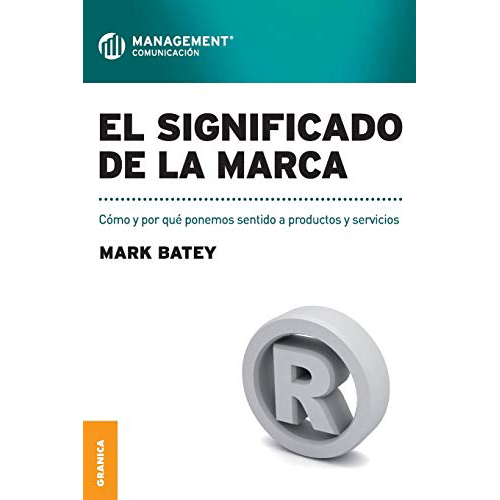 MANAGEMENT®
COMUNICACIÓN
EL SIGNIFICADO
DE LA MARCA
Cómo y por qué ponemos sentido a productos y servicios
MARK BATEY
R
GRANICA